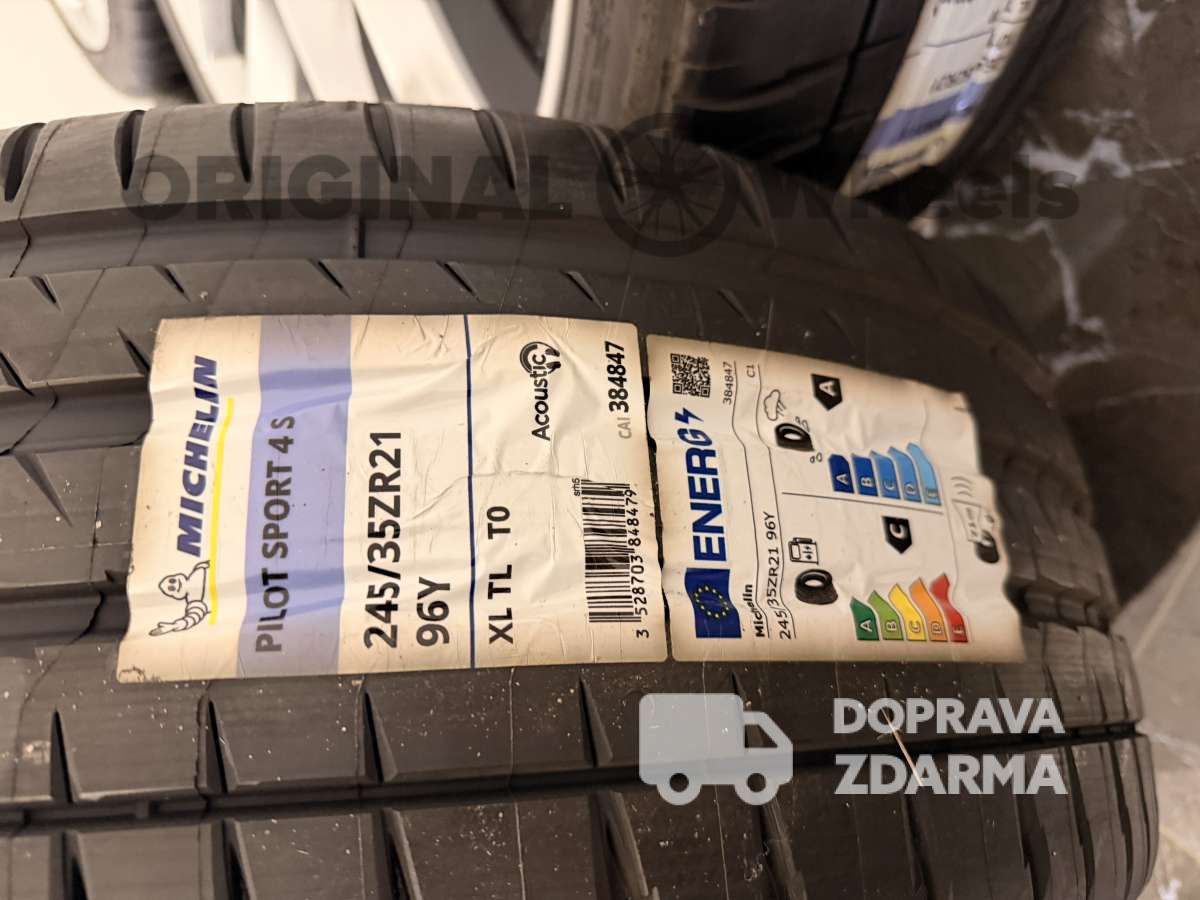 ORIGINAL wheels
MICHELIN
PILOT SPORT 4 S
245/35ZR21
96Y
XL TL T0
Acoustic
CAI 384847
sm6
3 528703 848479
ENERG
384847
Michelin
245/35ZR21 96Y
C1
A
A
B
C
D
E
C
A
B
C
D
E
DOPRAVA
ZDARMA